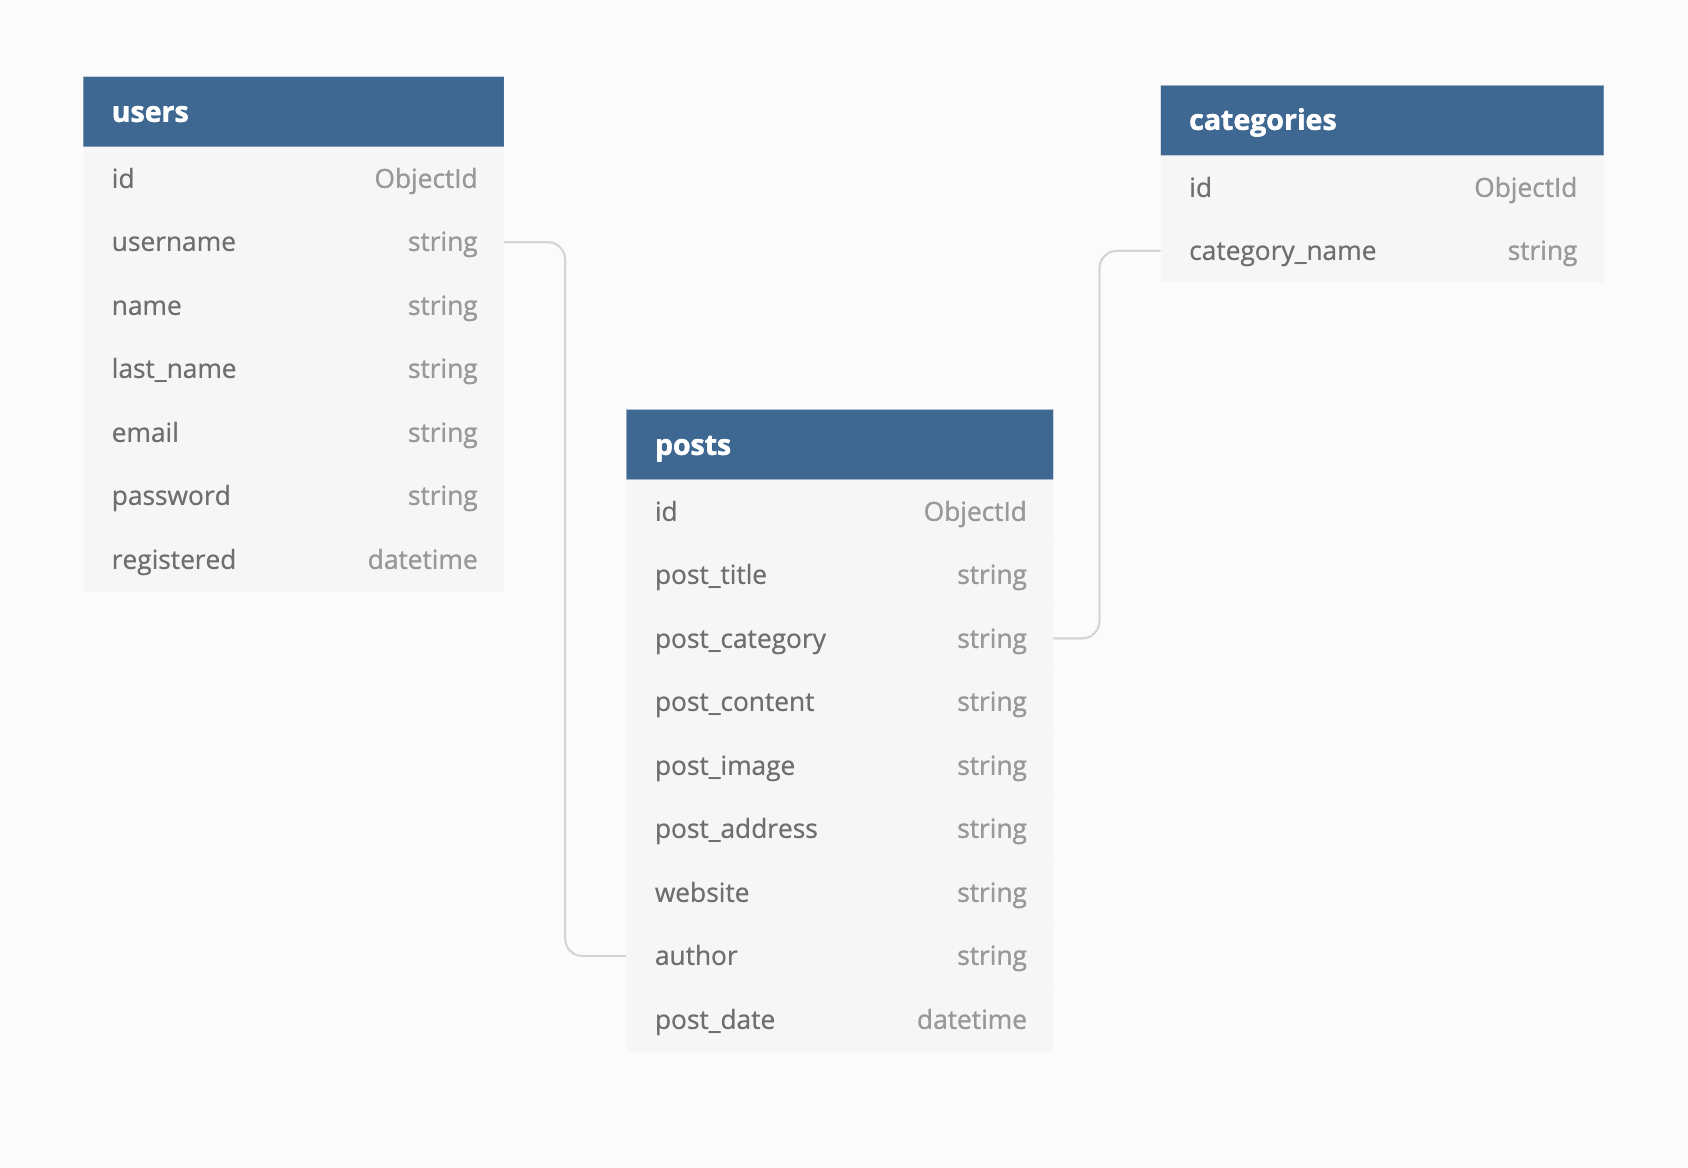 users
id ObjectId
username string
name string
last_name string
email string
password string
registered datetime
categories
id ObjectId
category_name string
posts
id ObjectId
post_title string
post_category string
post_content string
post_image string
post_address string
website string
author string
post_date datetime